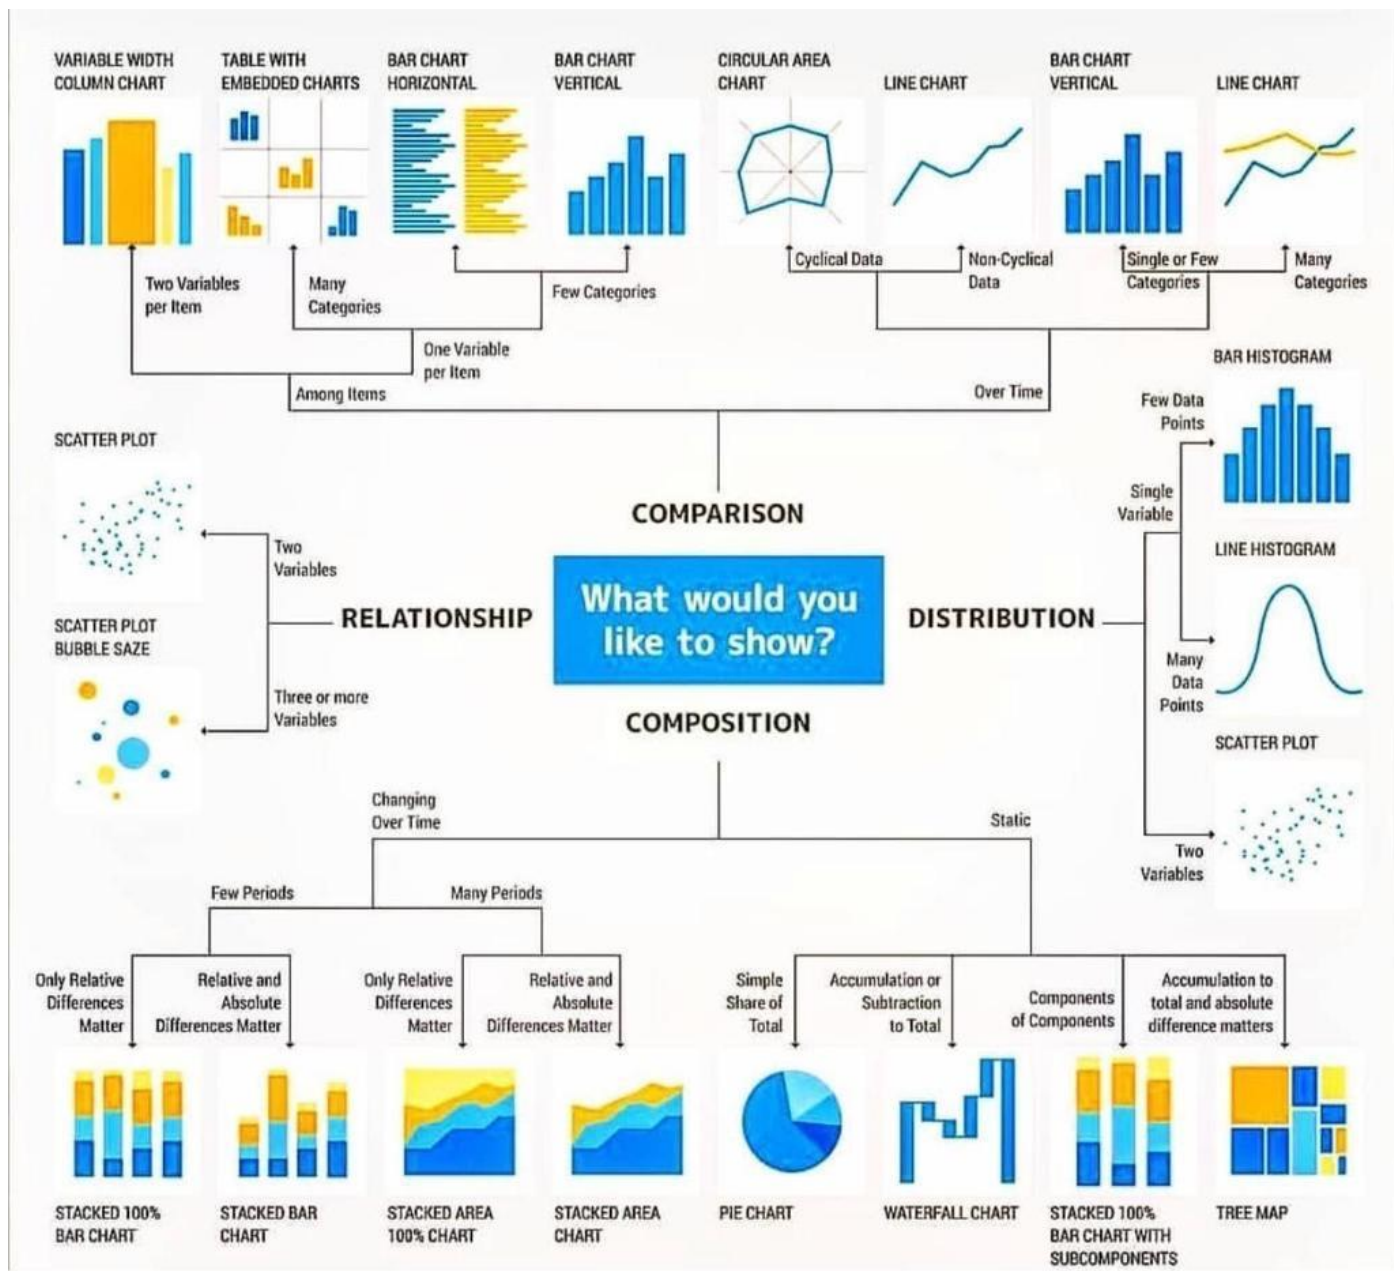 VARIABLE WIDTH
COLUMN CHART
TABLE WITH
EMBEDDED CHARTS
BAR CHART
HORIZONTAL
BAR CHART
VERTICAL
CIRCULAR AREA
CHART
LINE CHART
BAR CHART
VERTICAL
LINE CHART
Two Variables
per Item
Many
Categories
Few Categories
Cyclical Data
Non-Cyclical
Data
Single or Few
Categories
Many
Categories
One Variable
per Item
Among Items
Over Time
BAR HISTOGRAM
Few Data
Points
SCATTER PLOT
Single
Variable
COMPARISON
Two
Variables
LINE HISTOGRAM
What would you
like to show?
RELATIONSHIP
DISTRIBUTION
SCATTER PLOT
BUBBLE SAZE
Many
Data
Points
Three or more
Variables
COMPOSITION
SCATTER PLOT
Changing
Over Time
Static
Two
Variables
Few Periods
Many Periods
Only Relative
Differences
Matter
Relative and
Absolute
Differences Matter
Only Relative
Differences
Matter
Relative and
Absolute
Differences Matter
Simple
Share of
Total
Accumulation or
Subtraction
to Total
Components
of Components
Accumulation to
total and absolute
difference matters
STACKED 100%
BAR CHART
STACKED BAR
CHART
STACKED AREA
100% CHART
STACKED AREA
CHART
PIE CHART
WATERFALL CHART
STACKED 100%
BAR CHART WITH
SUBCOMPONENTS
TREE MAP